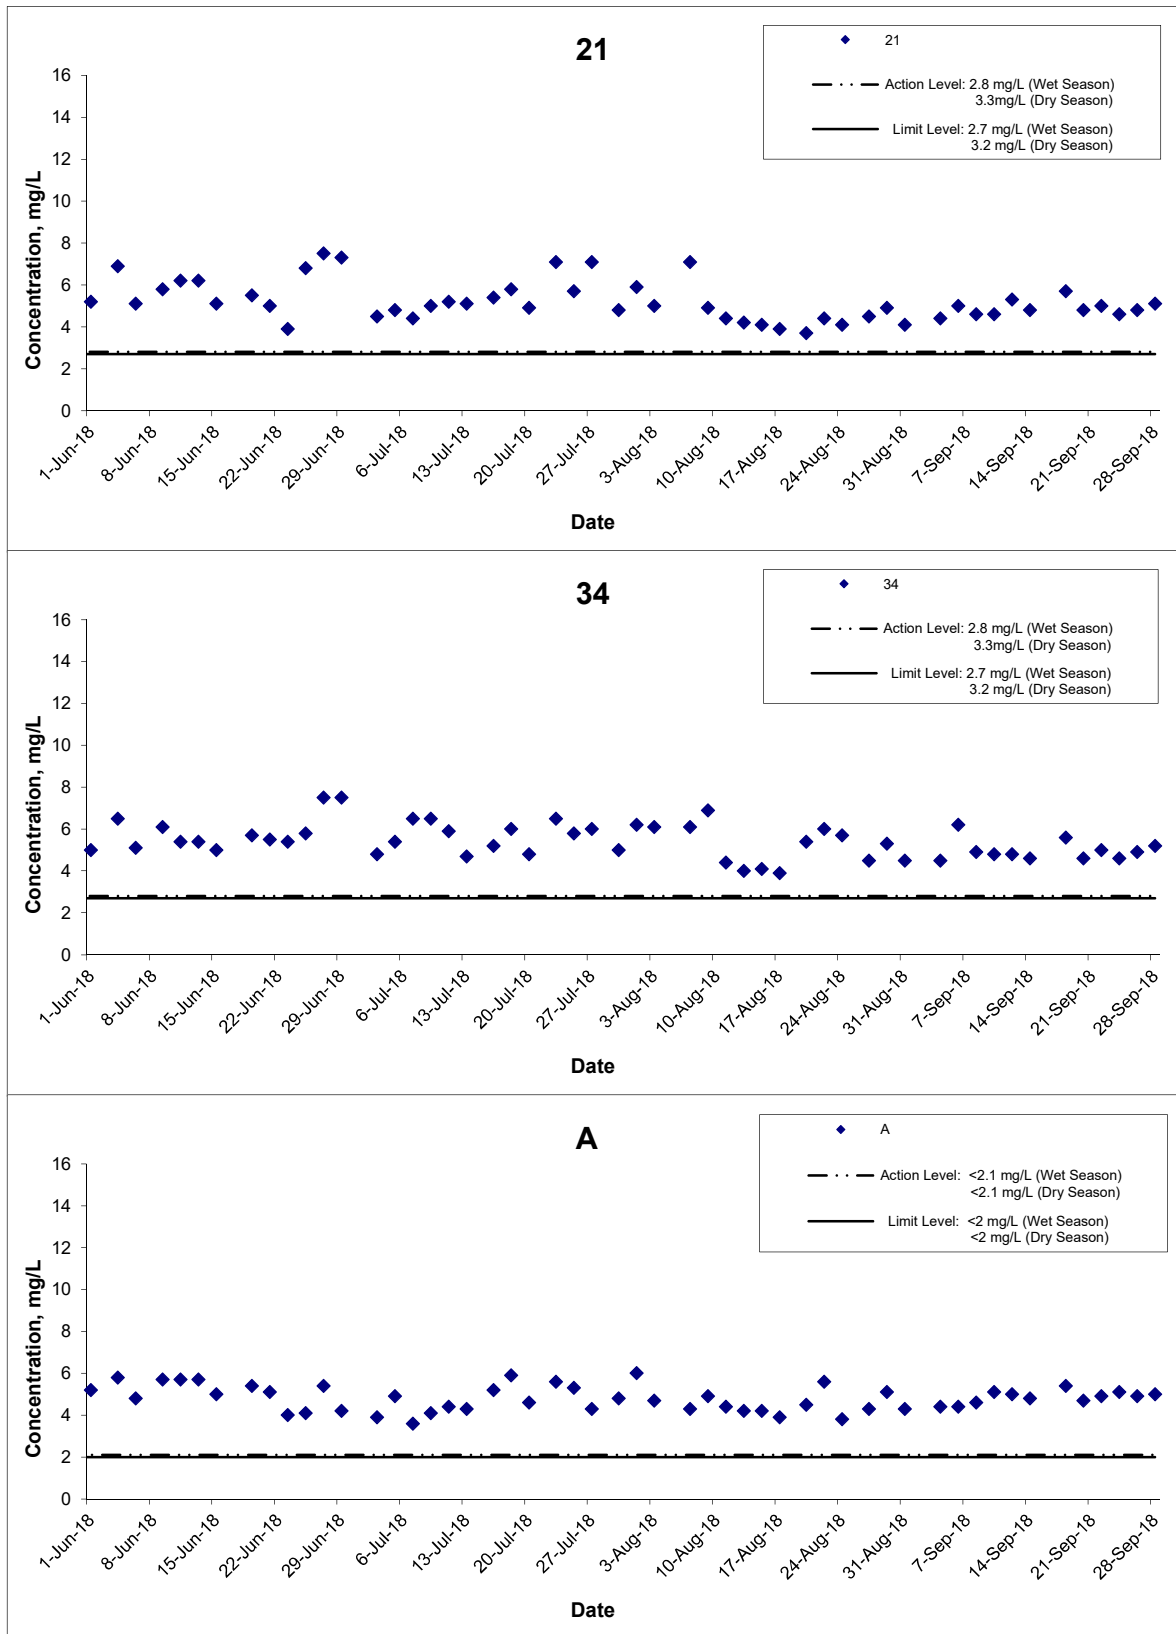 21
21
Action Level: 2.8 mg/L (Wet Season)
3.3mg/L (Dry Season)
Limit Level: 2.7 mg/L (Wet Season)
3.2 mg/L (Dry Season)
Concentration, mg/L
16
14
12
10
8
6
4
2
0
1-Jun-18
8-Jun-18
15-Jun-18
22-Jun-18
29-Jun-18
6-Jul-18
13-Jul-18
20-Jul-18
27-Jul-18
3-Aug-18
10-Aug-18
17-Aug-18
24-Aug-18
31-Aug-18
7-Sep-18
14-Sep-18
21-Sep-18
28-Sep-18
Date
34
34
Action Level: 2.8 mg/L (Wet Season)
3.3mg/L (Dry Season)
Limit Level: 2.7 mg/L (Wet Season)
3.2 mg/L (Dry Season)
Concentration, mg/L
16
14
12
10
8
6
4
2
0
1-Jun-18
8-Jun-18
15-Jun-18
22-Jun-18
29-Jun-18
6-Jul-18
13-Jul-18
20-Jul-18
27-Jul-18
3-Aug-18
10-Aug-18
17-Aug-18
24-Aug-18
31-Aug-18
7-Sep-18
14-Sep-18
21-Sep-18
28-Sep-18
Date
A
A
Action Level: <2.1 mg/L (Wet Season)
<2.1 mg/L (Dry Season)
Limit Level: <2 mg/L (Wet Season)
<2 mg/L (Dry Season)
Concentration, mg/L
16
14
12
10
8
6
4
2
0
1-Jun-18
8-Jun-18
15-Jun-18
22-Jun-18
29-Jun-18
6-Jul-18
13-Jul-18
20-Jul-18
27-Jul-18
3-Aug-18
10-Aug-18
17-Aug-18
24-Aug-18
31-Aug-18
7-Sep-18
14-Sep-18
21-Sep-18
28-Sep-18
Date